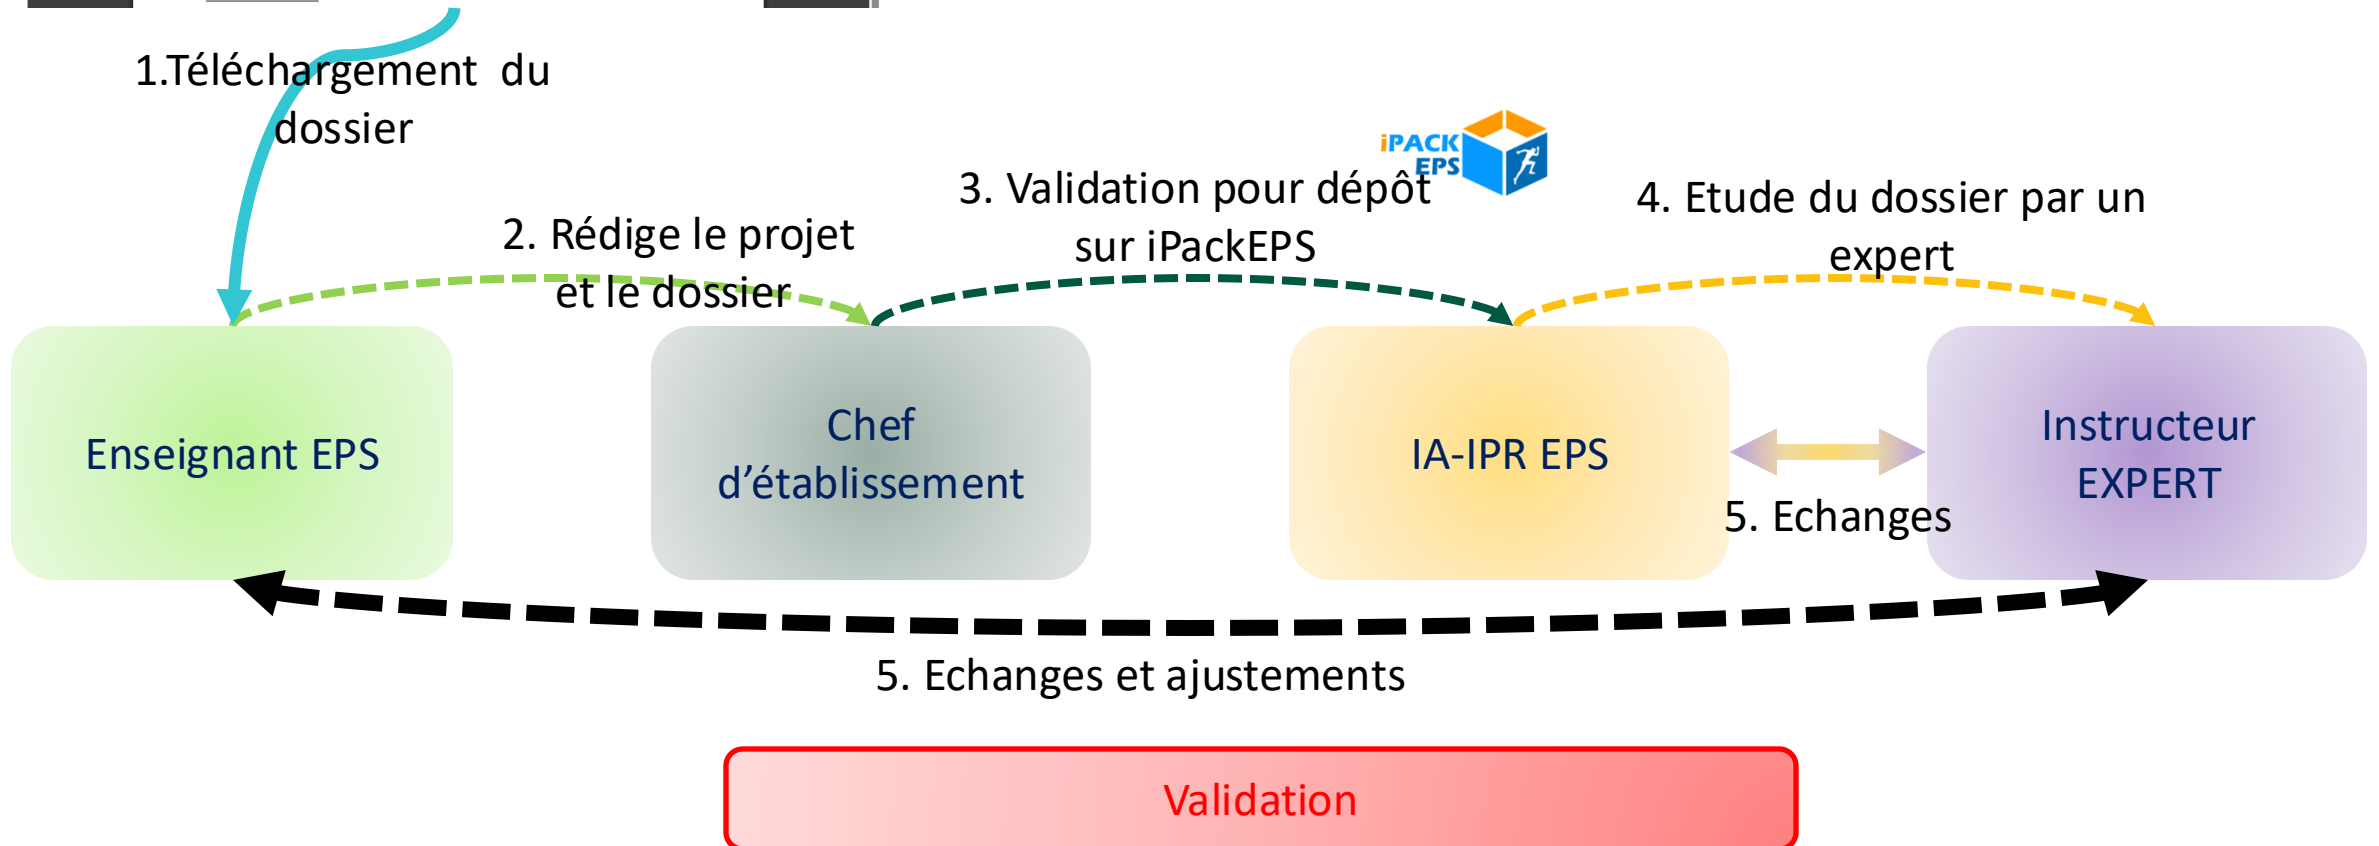 1.Téléchargement du
dossier
iPACK
EPS
3. Validation pour dépôt
sur iPackEPS
4. Etude du dossier par un
expert
2. Rédige le projet
et le dossier
Enseignant EPS
Chef
d’établissement
IA-IPR EPS
Instructeur
EXPERT
5. Echanges
5. Echanges et ajustements
Validation